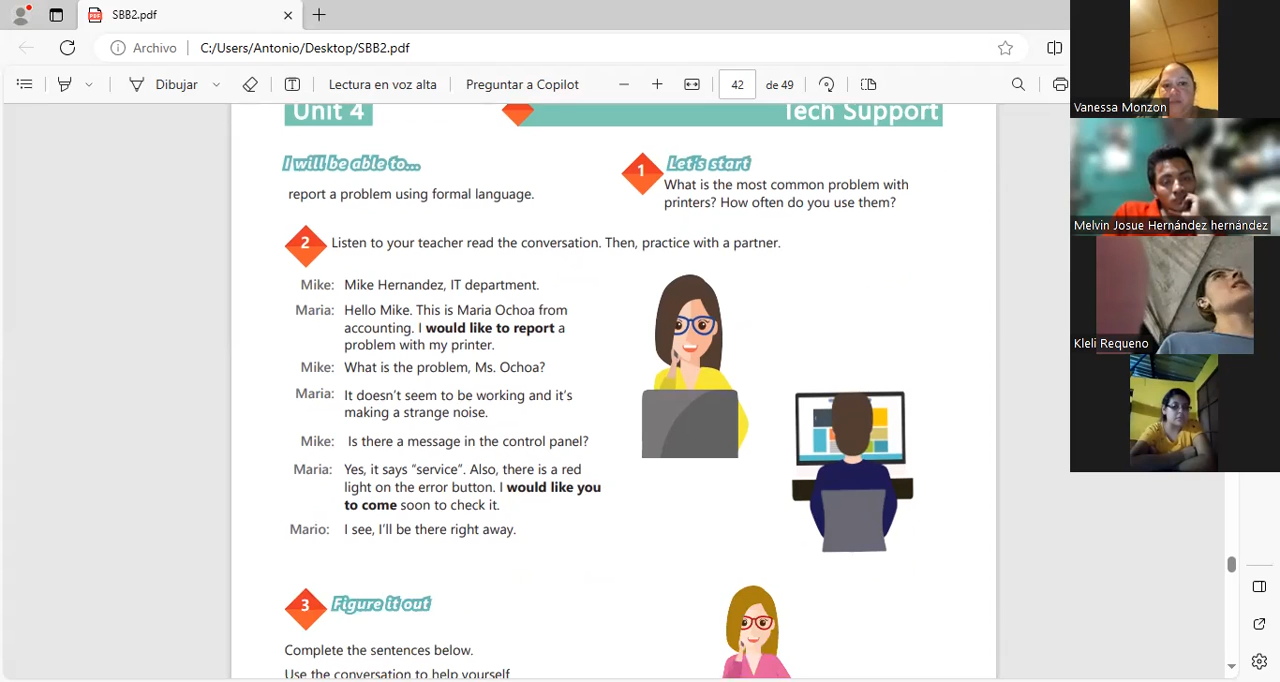 SBB2.pdf
Archivo
C:/Users/Antonio/Desktop/SBB2.pdf
Dibujar
Lectura en voz alta
Preguntar a Copilot
42
de 49
Unit 4
Tech Support
I will be able to...
report a problem using formal language.
1
Let's start
What is the most common problem with
printers? How often do you use them?
2
Listen to your teacher read the conversation. Then, practice with a partner.
Mike: Mike Hernandez, IT department.
Maria: Hello Mike. This is Maria Ochoa from
accounting. I would like to report a
problem with my printer.
Mike: What is the problem, Ms. Ochoa?
Maria: It doesn't seem to be working and it's
making a strange noise.
Mike: Is there a message in the control panel?
Maria: Yes, it says "service". Also, there is a red
light on the error button. I would like you
to come soon to check it.
Mario: I see, I'll be there right away.
3
Figure it out
Complete the sentences below.
Use the conversation to help yourself
Vanessa Monzon
Melvin Josue Hernández hernández
Kleli Requeno